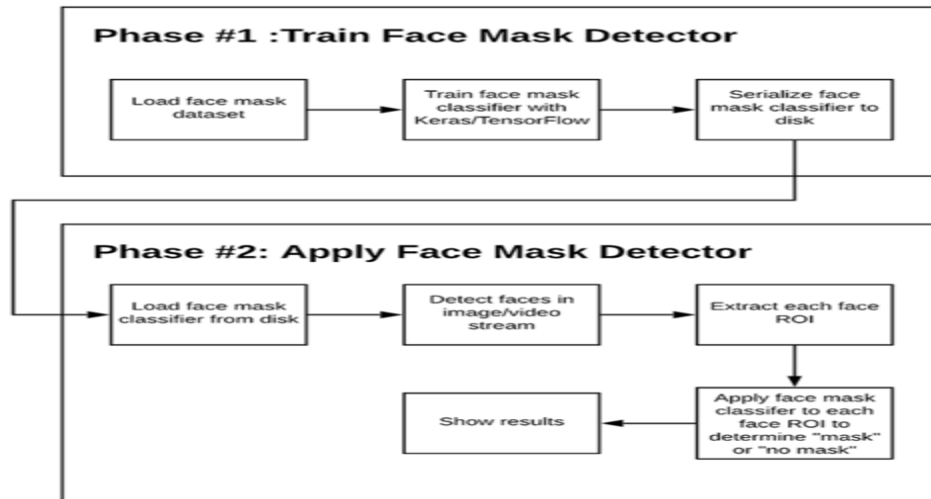 Phase #1 :Train Face Mask Detector
Load face mask
dataset
Train face mask
classifier with
Keras/TensorFlow
Serialize face
mask classifier to
disk
Phase #2: Apply Face Mask Detector
Load face mask
classifier from disk
Detect faces in
image/video
stream
Extract each face
ROI
Apply face mask
classifer to each
face ROI to
determine "mask"
or "no mask"
Show results